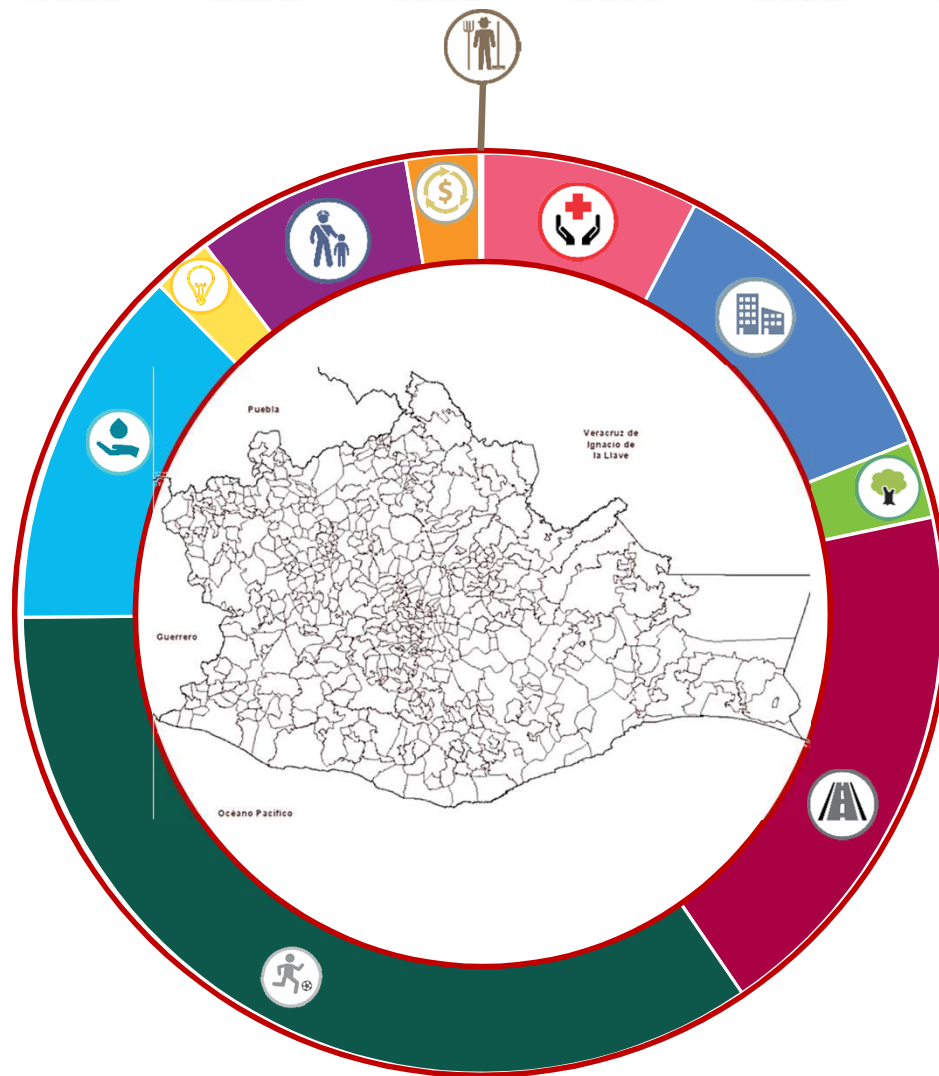 $
Puebla
Veracruz de
Ignacio de
la Llave
Guerrero
Océano Pacífico